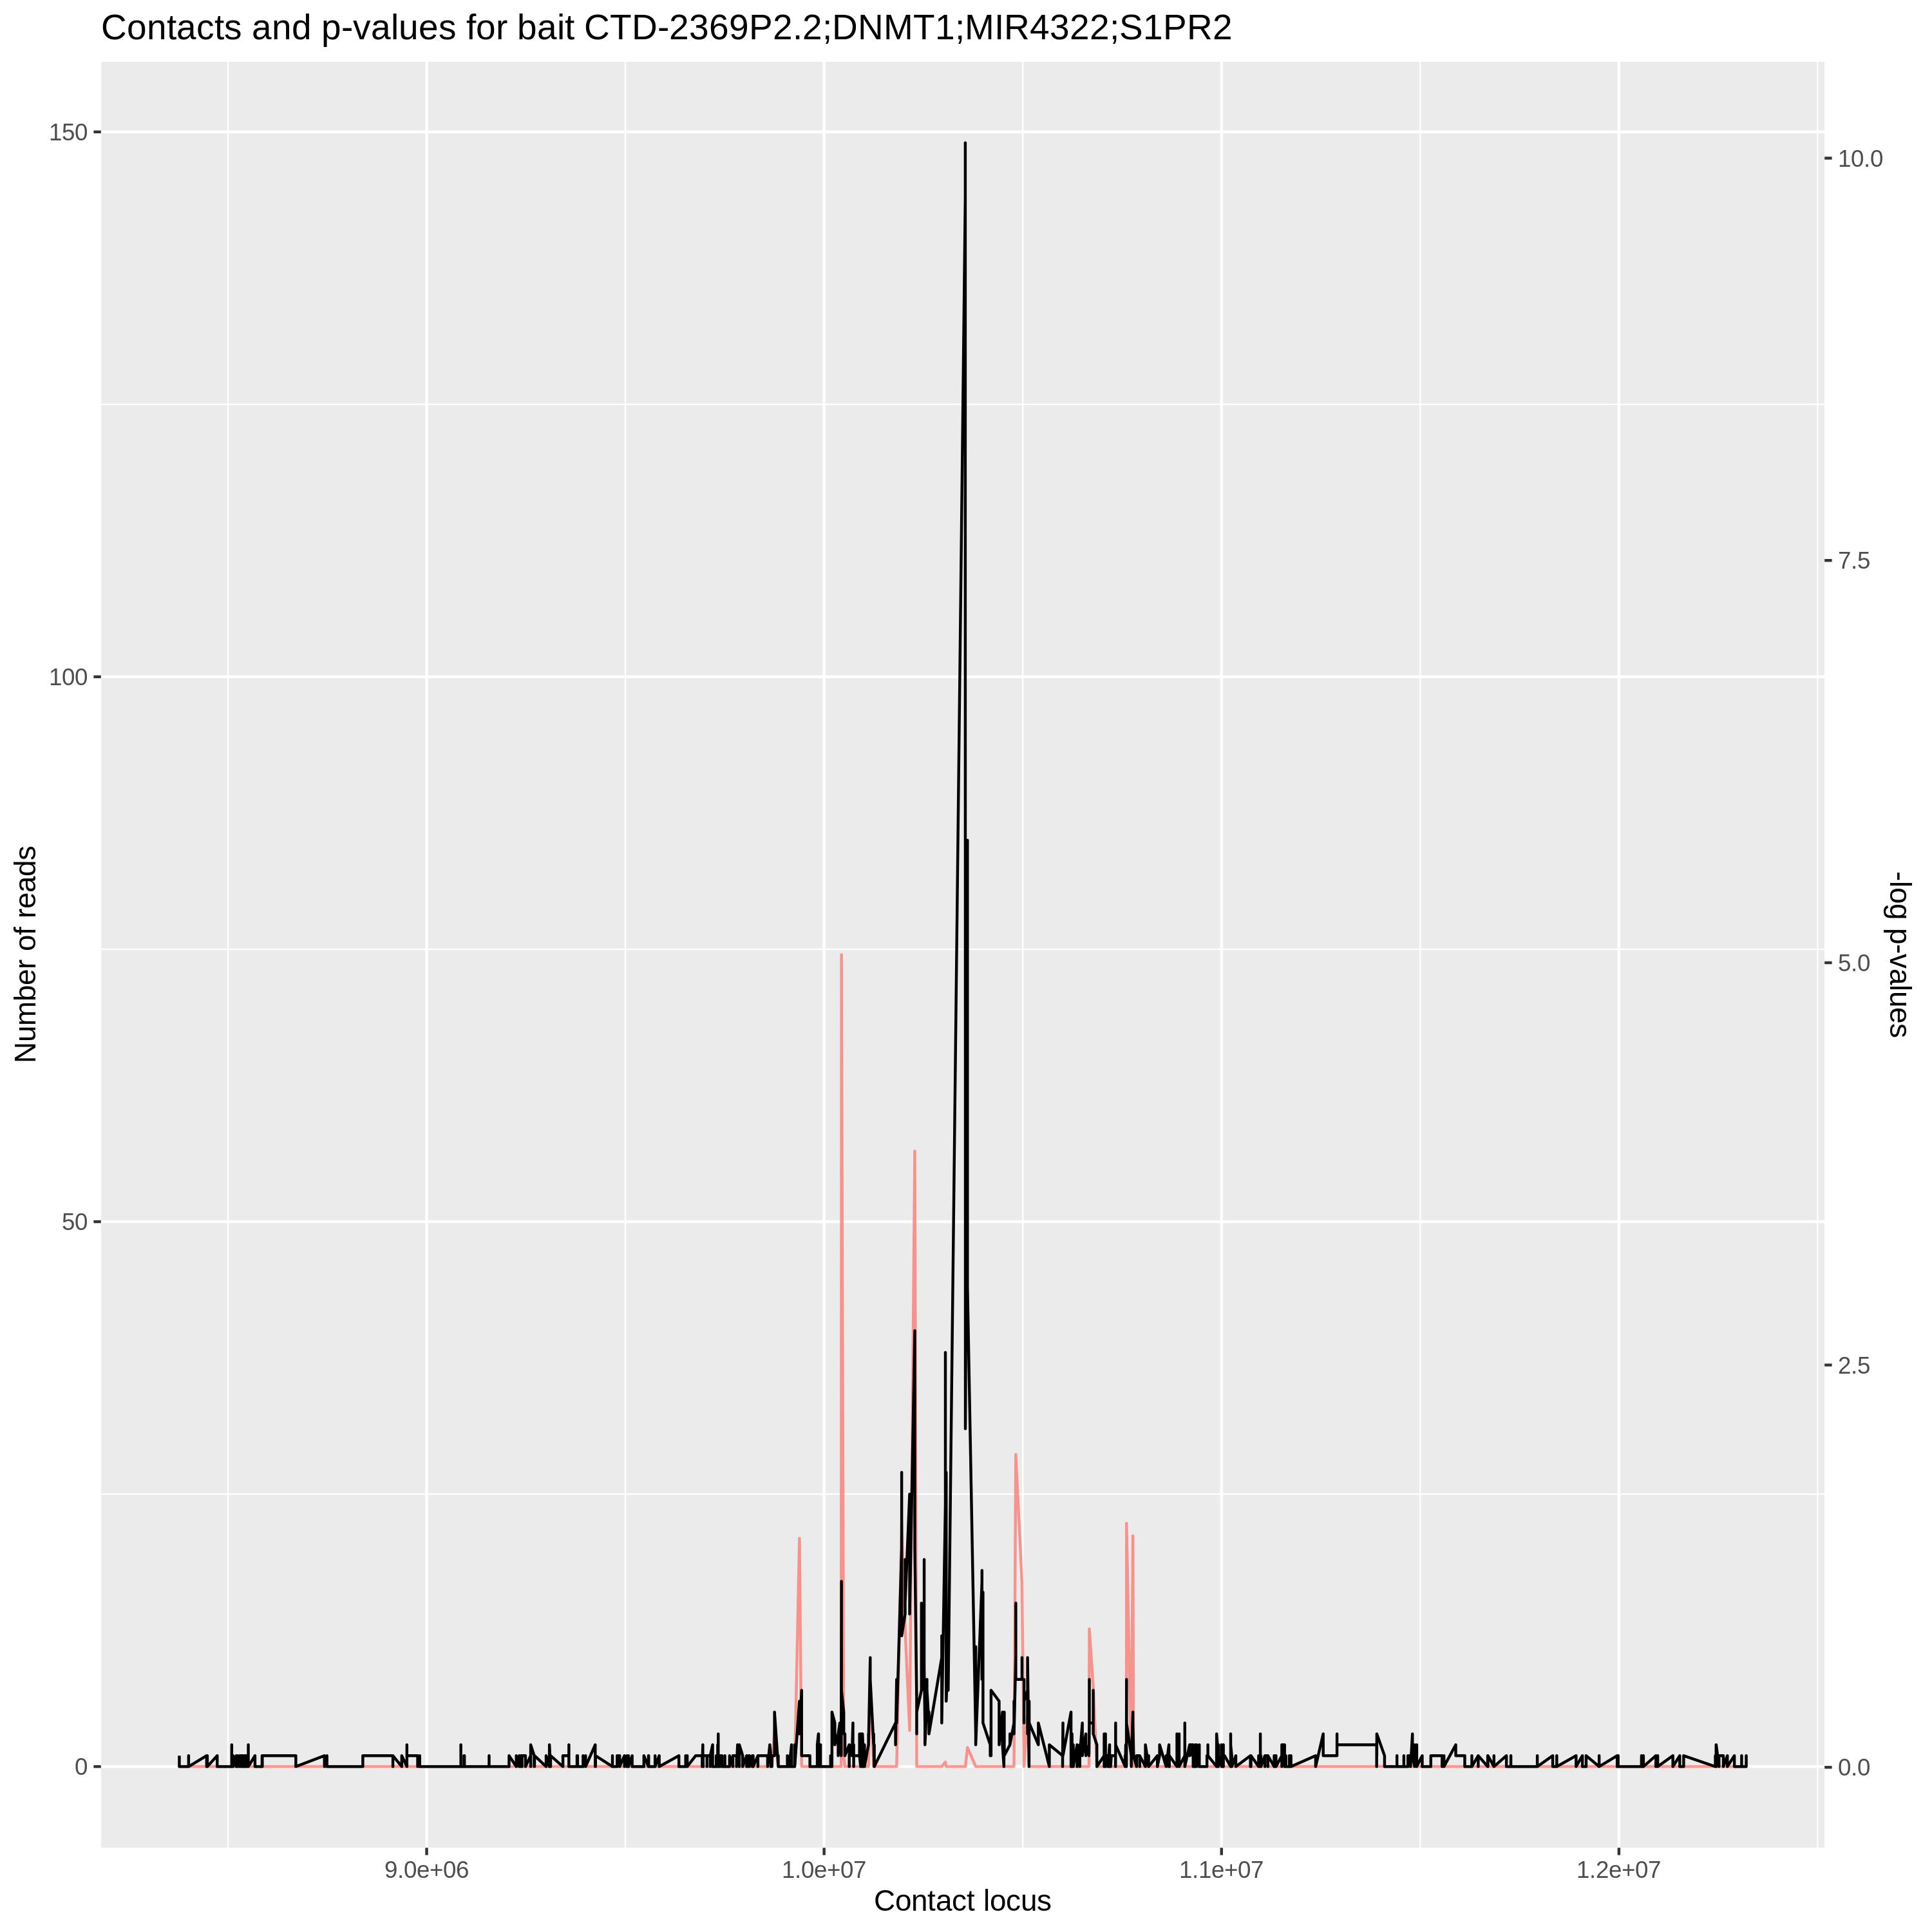 Contacts and p-values for bait CTD-2369P2.2;DNMT1;MIR4322;S1PR2
150
100
50
0
Number of reads
10.0
7.5
5.0
2.5
0.0
-log p-values
9.0e+06
1.0e+07
1.1e+07
1.2e+07
Contact locus